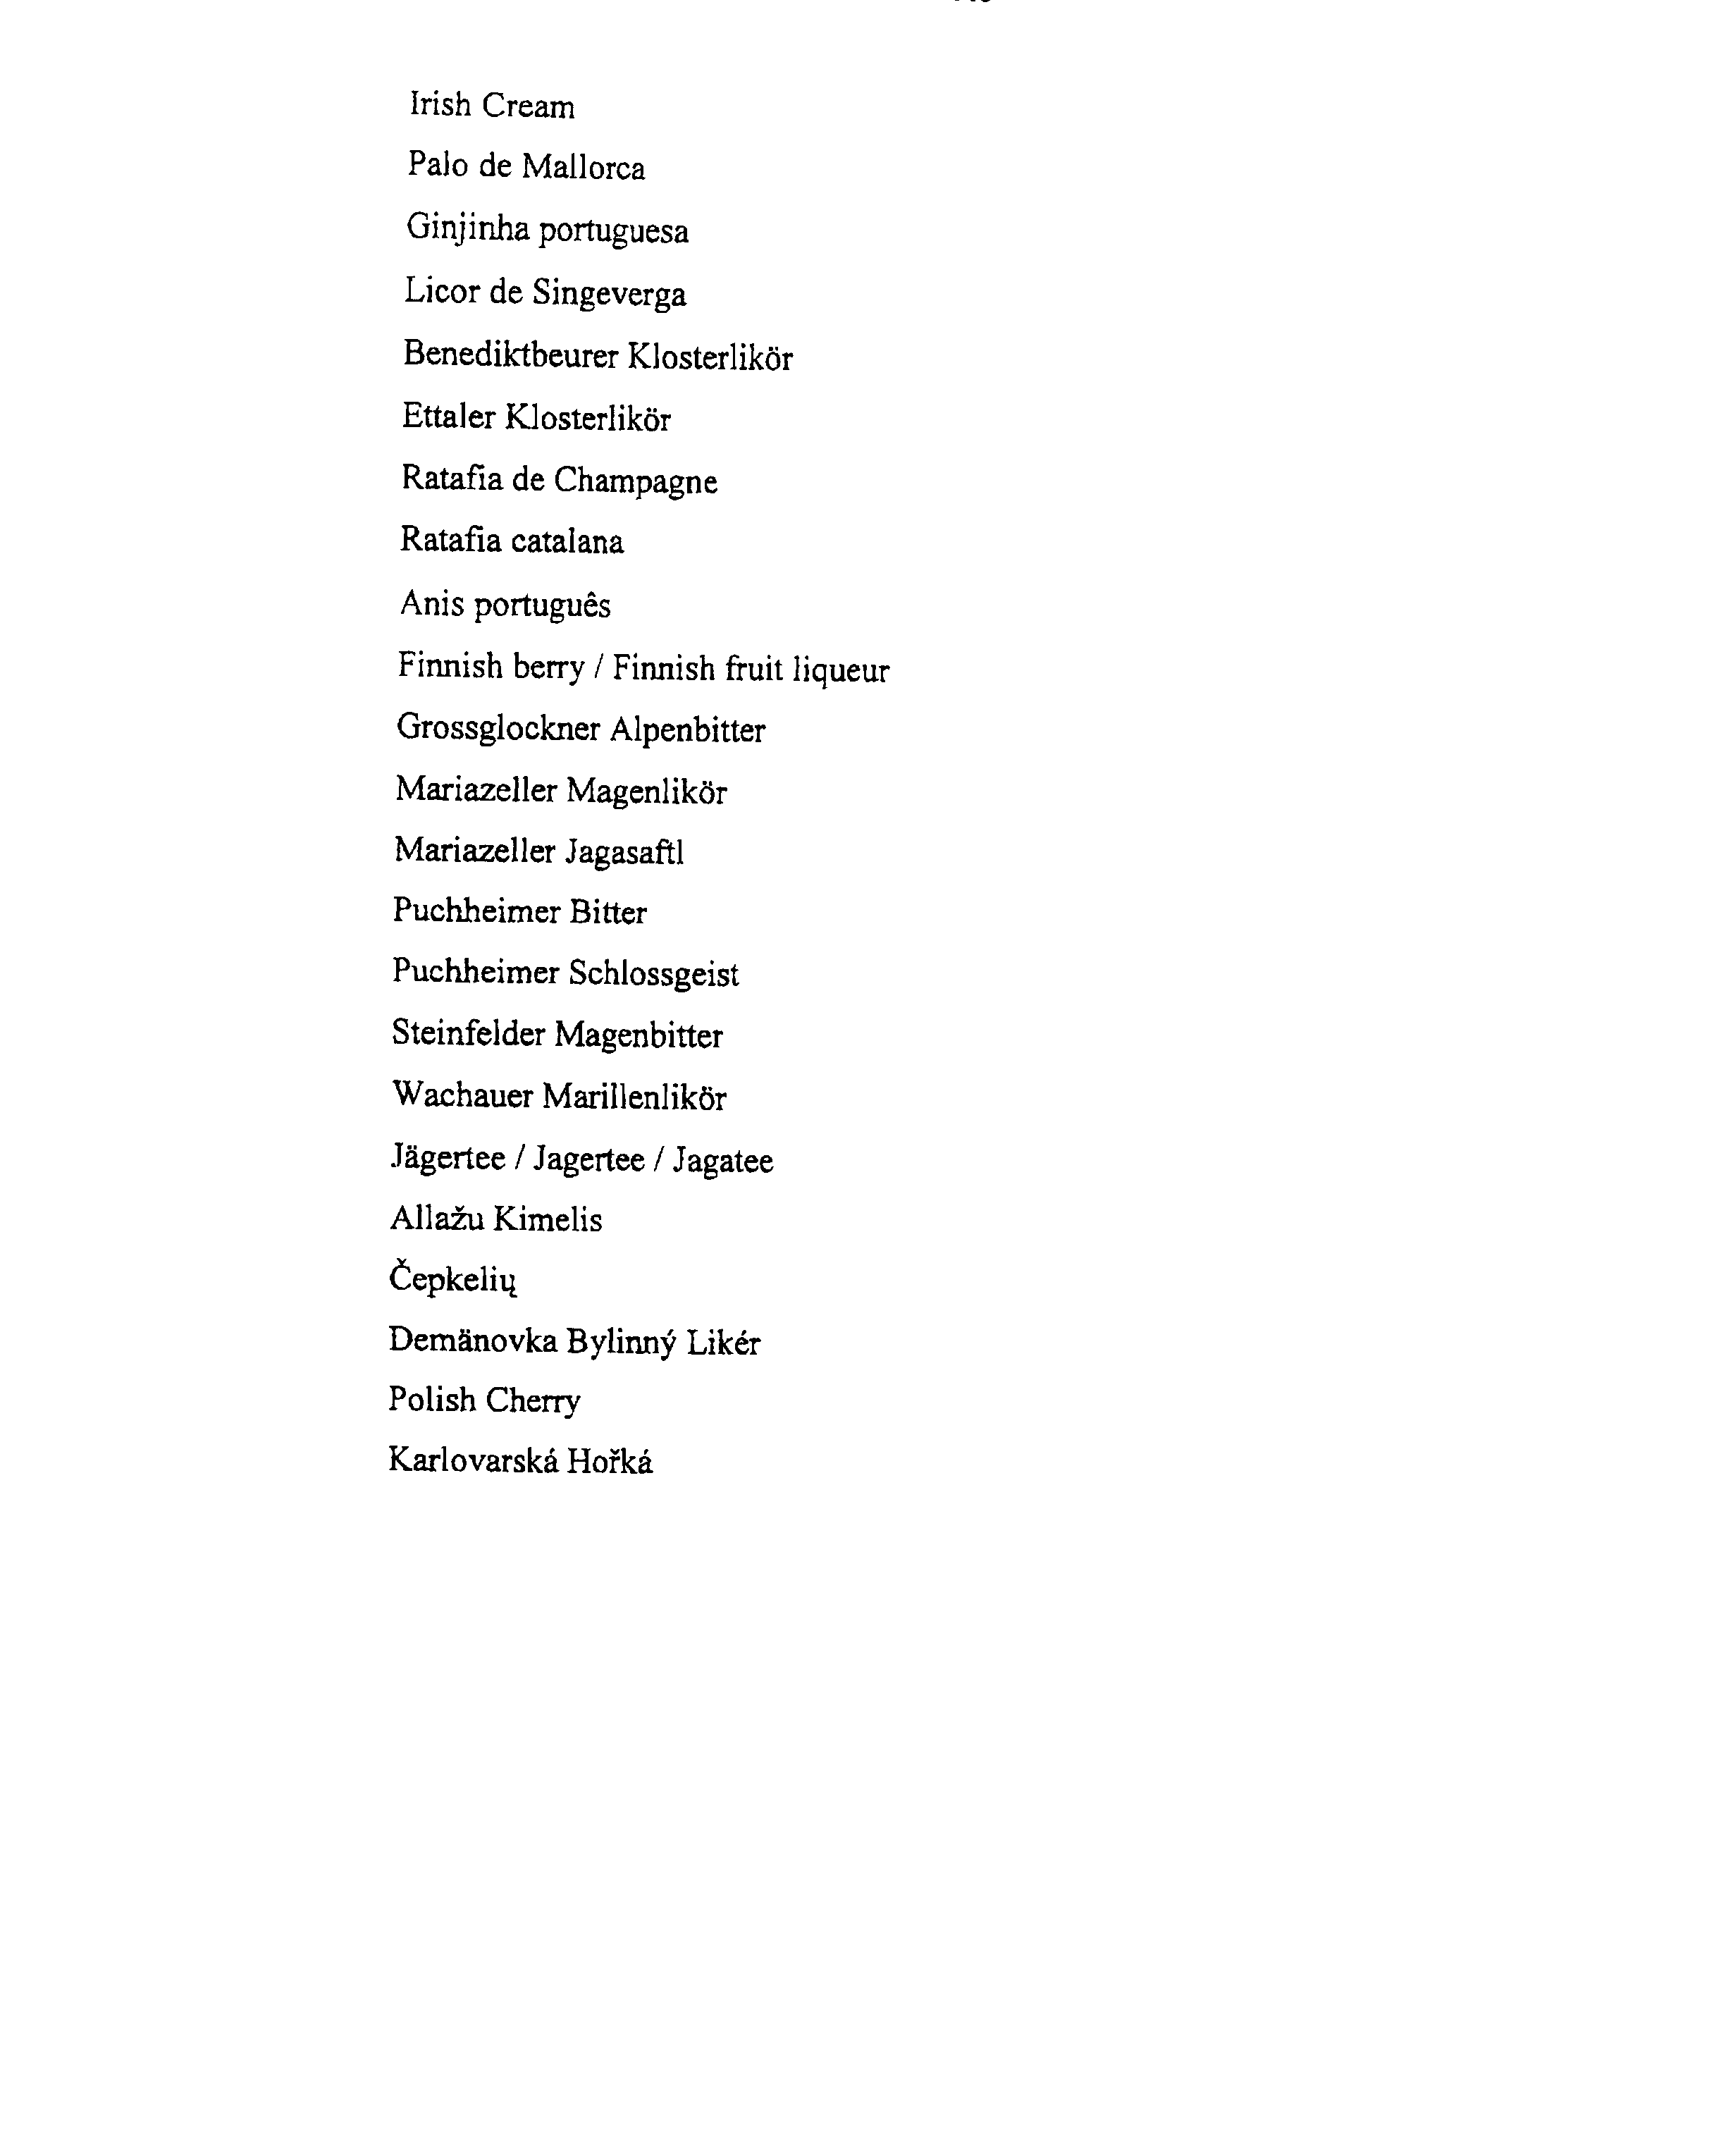 Irish Cream
Palo de Mallorca
Ginjinha portuguesa
Licor de Singeverga
Benediktbeurer Klosterlikör
Ettaler Klosterlikör
Ratafia de Champagne
Ratafia catalana
Anis português
Finnish berry / Finnish fruit liqueur
Grossglockner Alpenbitter
Mariazeller Magenlikör
Mariazeller Jagasaftl
Puchheimer Bitter
Puchheimer Schlossgeist
Steinfelder Magenbitter
Wachauer Marillenlikör
Jägertee / Jagertee / Jagatee
Allažu Kimelis
Čepkelių
Demänovka Bylinný Likér
Polish Cherry
Karlovarská Hořká